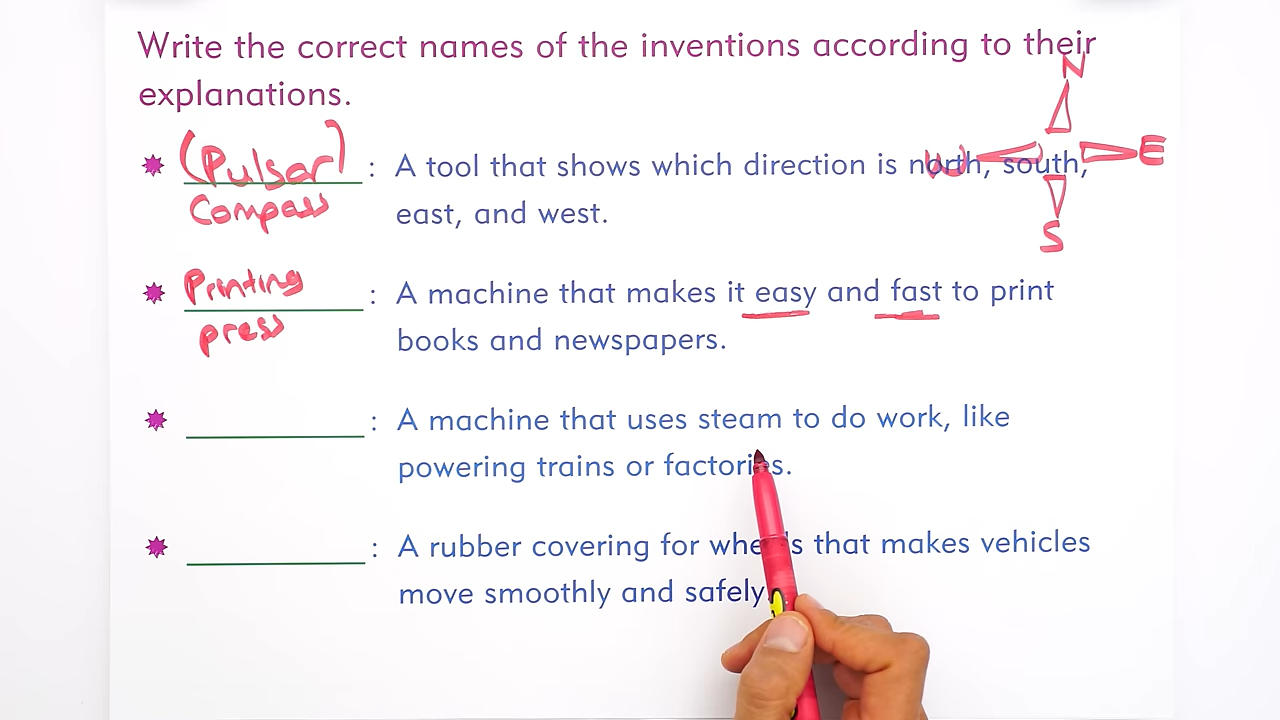 Write the correct names of the inventions according to their
explanations.
N
(Pulsar) : A tool that shows which direction is north, south,
W E
Compass east, and west.
S
Printing : A machine that makes it easy and fast to print
press books and newspapers.
: A machine that uses steam to do work, like
powering trains or factories.
: A rubber covering for wheels that makes vehicles
move smoothly and safely.